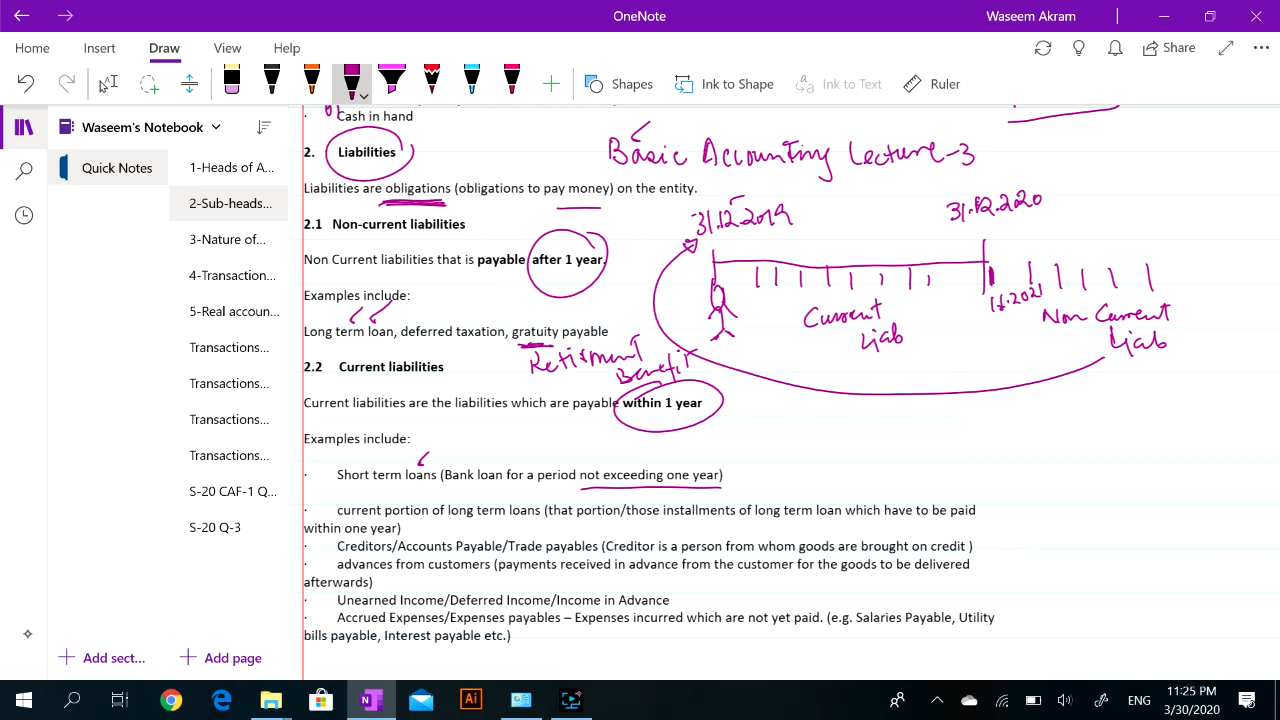 OneNote
Waseem Akram
Home Insert Draw View Help
Share
Shapes
Ink to Shape
Ink to Text
Ruler
Waseem's Notebook
Quick Notes
1-Heads of A...
2-Sub-heads...
3-Nature of...
4-Transaction...
5-Real accoun...
Transactions...
Transactions...
Transactions...
Transactions...
S-20 CAF-1 Q...
S-20 Q-3
Add sect...
Add page
· Cash in hand
2. Liabilities
Basic Accounting Lecture-3
Liabilities are obligations (obligations to pay money) on the entity.
31.12.2019
31.12.2020
2.1 Non-current liabilities
Non Current liabilities that is payable after 1 year.
Examples include:
1.1.2021
Current
Liab
Non Current
Liab
Long term loan, deferred taxation, gratuity payable
Retirment
Benefit
2.2 Current liabilities
Current liabilities are the liabilities which are payable within 1 year
Examples include:
· Short term loans (Bank loan for a period not exceeding one year)
· current portion of long term loans (that portion/those installments of long term loan which have to be paid
within one year)
· Creditors/Accounts Payable/Trade payables (Creditor is a person from whom goods are brought on credit )
· advances from customers (payments received in advance from the customer for the goods to be delivered
afterwards)
· Unearned Income/Deferred Income/Income in Advance
· Accrued Expenses/Expenses payables – Expenses incurred which are not yet paid. (e.g. Salaries Payable, Utility
bills payable, Interest payable etc.)
Ai
ENG
11:25 PM
3/30/2020